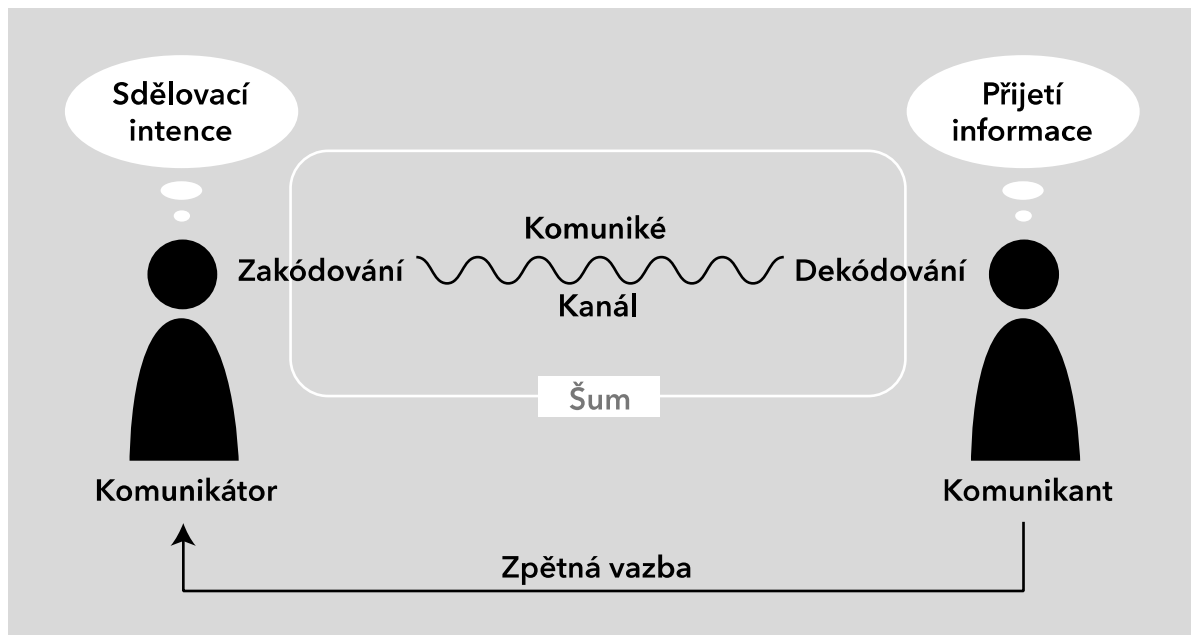 Sdělovací
intence
Přijetí
informace
Komuniké
Zakódování
Dekódování
Kanál
Šum
Komunikátor
Komunikant
Zpětná vazba